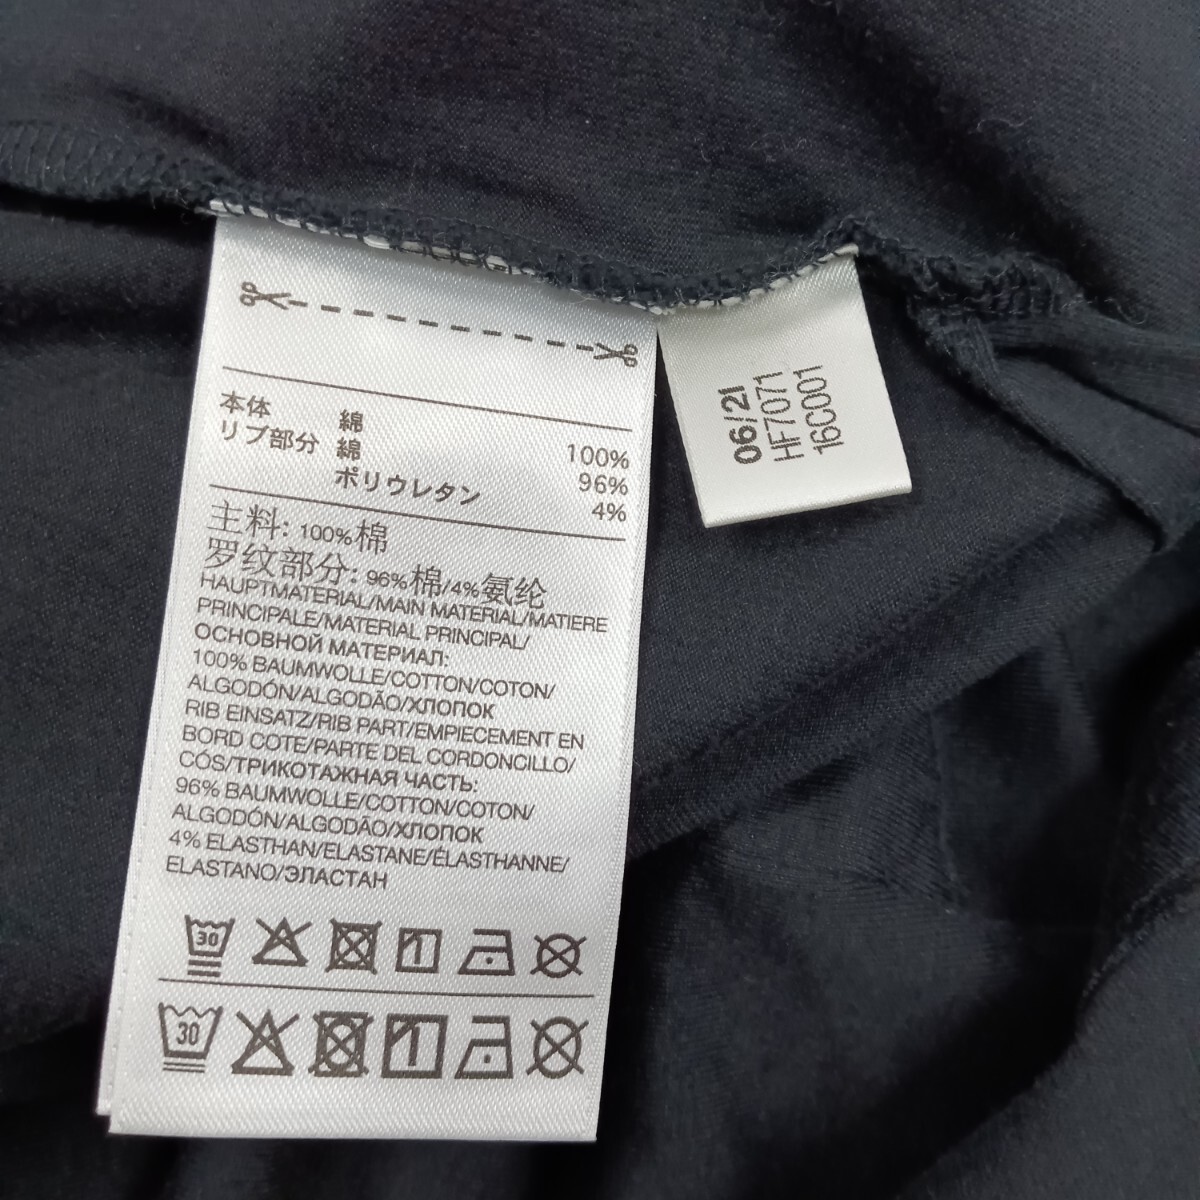 本体 綿 100%
リブ部分 綿 96%
ポリウレタン 4%
主料: 100%棉
罗纹部分: 96%棉/4%氨纶
HAUPTMATERIAL/MAIN MATERIAL/MATIERE
PRINCIPALE/MATERIAL PRINCIPAL/
ОСНОВНОЙ МАТЕРИАЛ:
100% BAUMWOLLE/COTTON/COTON/
ALGODÓN/ALGODÃO/ХЛОПОК
RIB EINSATZ/RIB PART/EMPIECEMENT EN
BORD COTE/PARTE DEL CORDONCILLO/
CÓS/ТРИКОТАЖНАЯ ЧАСТЬ:
96% BAUMWOLLE/COTTON/COTON/
ALGODÓN/ALGODÃO/ХЛОПОК
4% ELASTHAN/ELASTANE/ÉLASTHANNE/
ELASTANO/ЭЛАСТАН
30 1
30 1
06/21
HF7071
16C001